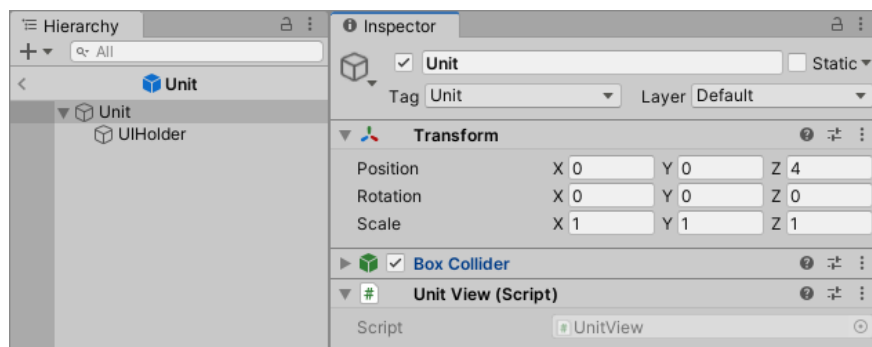 Hierarchy
All
Unit
Unit
UIHolder
Inspector
Unit
Static
Tag Unit Layer Default
Transform
Position X 0 Y 0 Z 4
Rotation X 0 Y 0 Z 0
Scale X 1 Y 1 Z 1
Box Collider
# Unit View (Script)
Script # UnitView